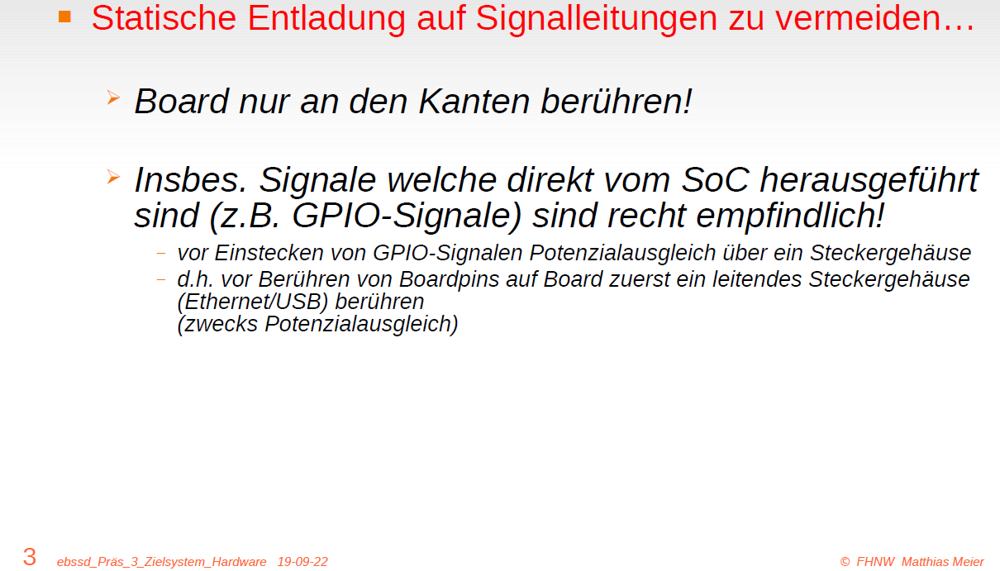 Statische Entladung auf Signalleitungen zu vermeiden…
Board nur an den Kanten berühren!
Insbes. Signale welche direkt vom SoC herausgeführt
sind (z.B. GPIO-Signale) sind recht empfindlich!
– vor Einstecken von GPIO-Signalen Potenzialausgleich über ein Steckergehäuse
– d.h. vor Berühren von Boardpins auf Board zuerst ein leitendes Steckergehäuse
(Ethernet/USB) berühren
(zwecks Potenzialausgleich)
3 ebssd_Präs_3_Zielsystem_Hardware 19-09-22 © FHNW Matthias Meier